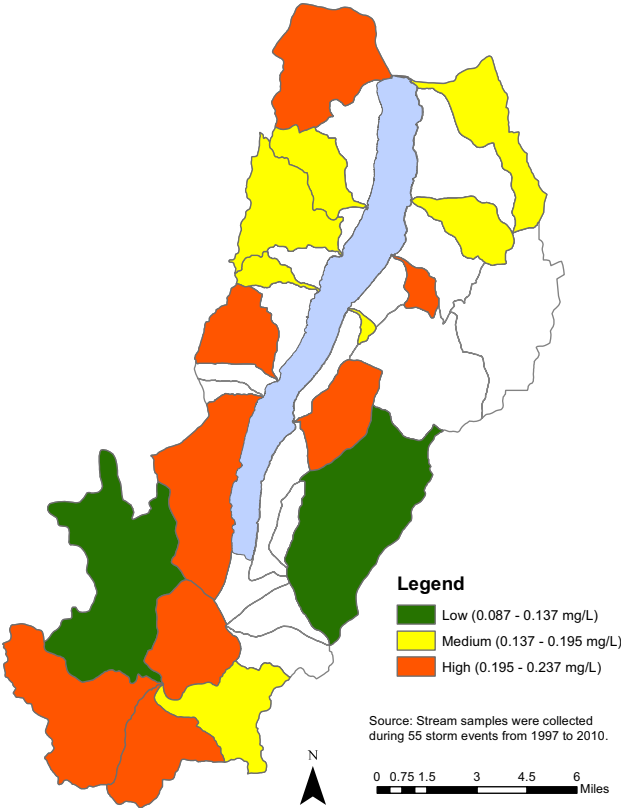 Legend
Low (0.087 - 0.137 mg/L)
Medium (0.137 - 0.195 mg/L)
High (0.195 - 0.237 mg/L)
Source: Stream samples were collected
during 55 storm events from 1997 to 2010.
N
0 0.75 1.5 3 4.5 6
Miles